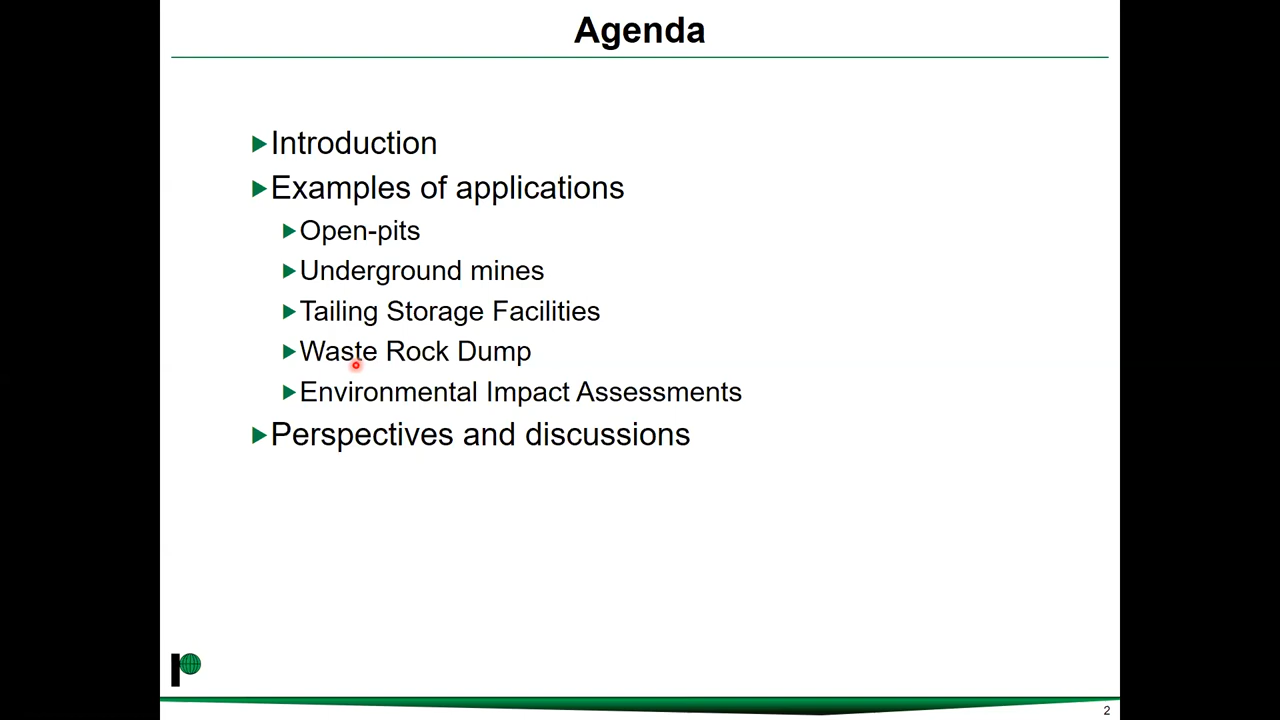 Agenda
Introduction
Examples of applications
Open-pits
Underground mines
Tailing Storage Facilities
Waste Rock Dump
Environmental Impact Assessments
Perspectives and discussions
2